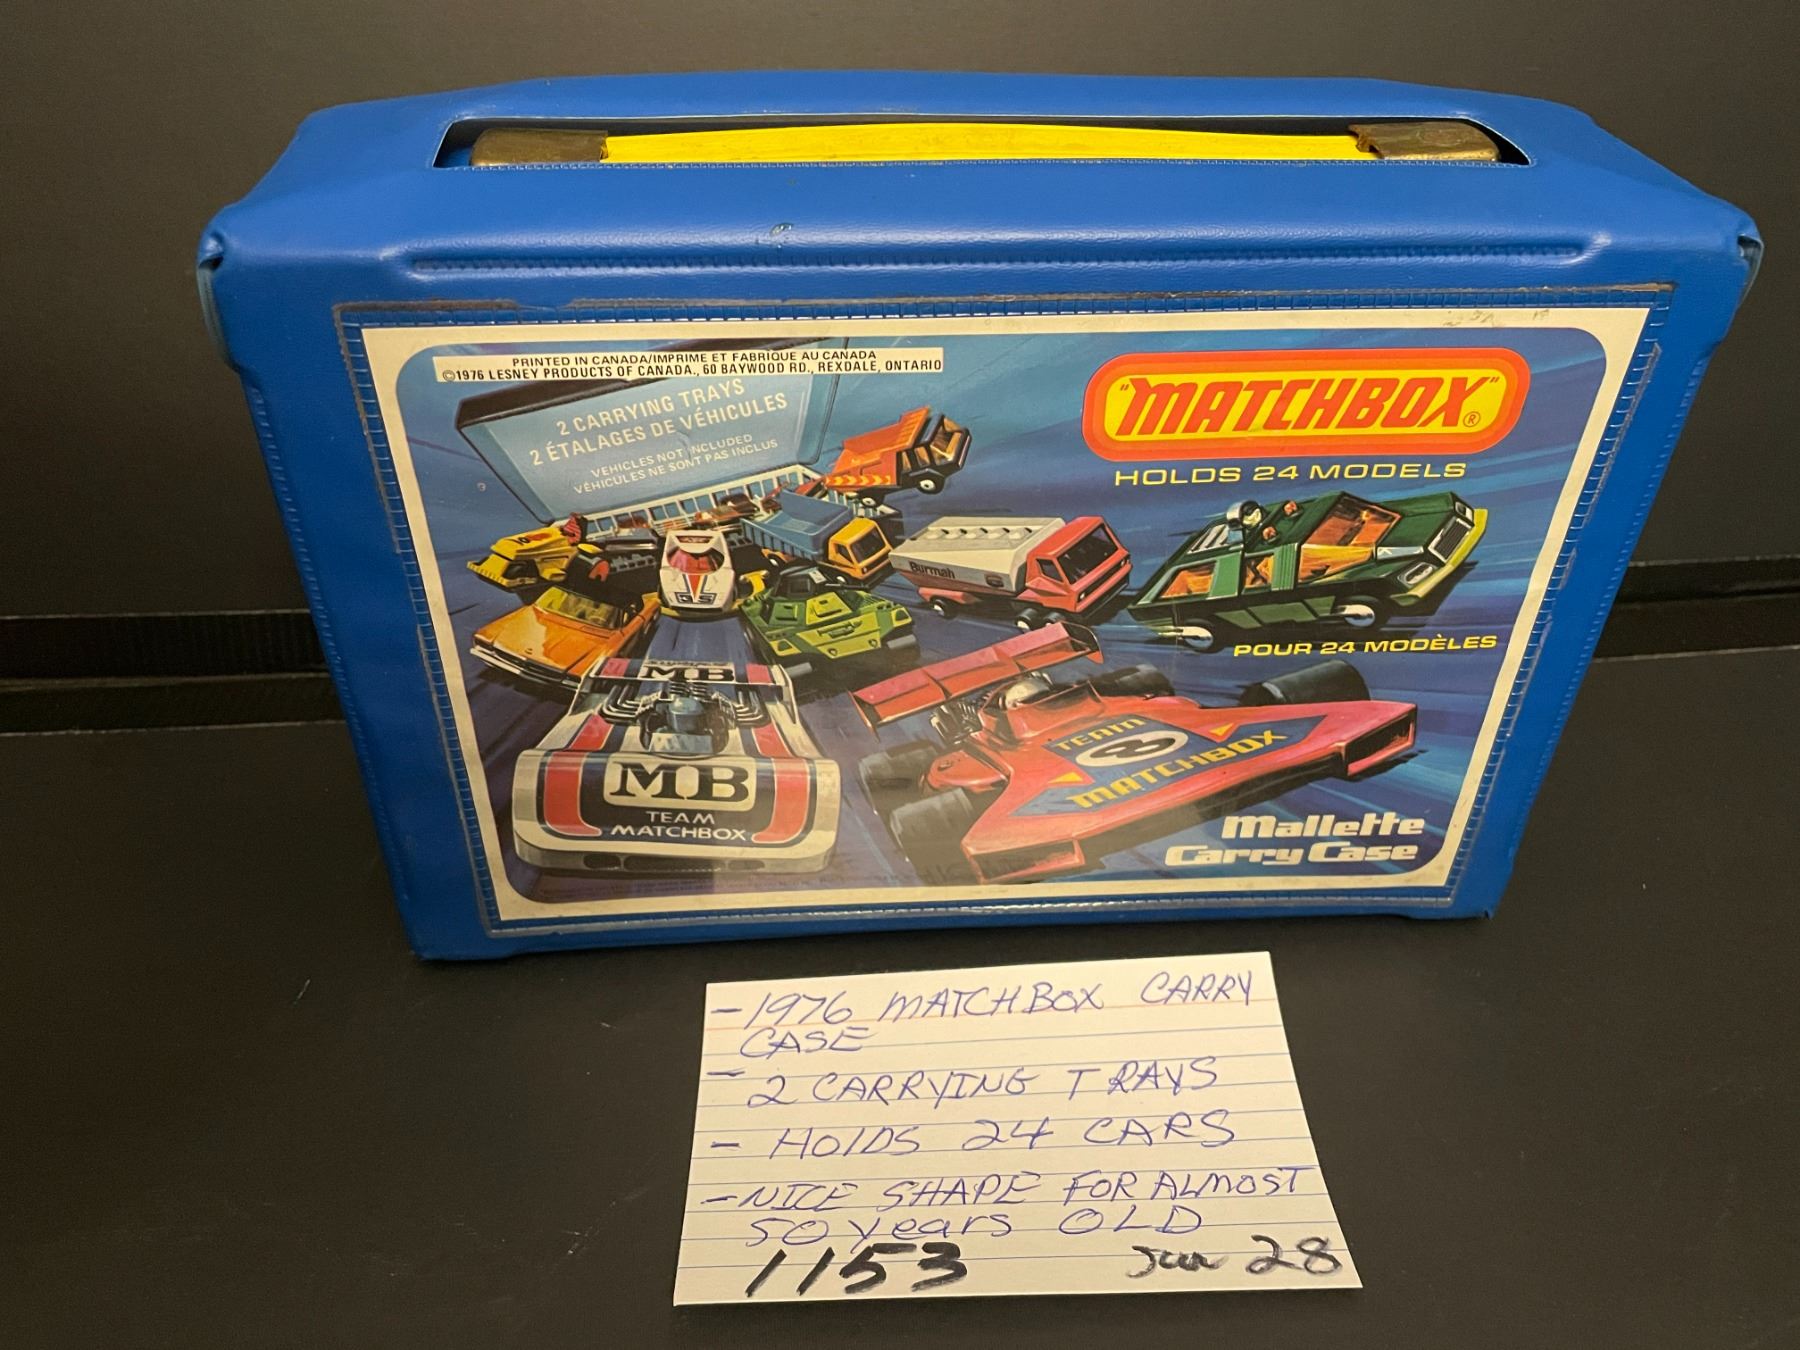 PRINTED IN CANADA/IMPRIME ET FABRIQUE AU CANADA
©1976 LESNEY PRODUCTS OF CANADA., 60 BAYWOOD RD., REXDALE, ONTARIO
2 CARRYING TRAYS
2 ÉTALAGES DE VÉHICULES
VEHICLES NOT INCLUDED
VÉHICULES NE SONT PAS INCLUS
"MATCHBOX"®
HOLDS 24 MODELS
Burmah
POUR 24 MODÈLES
MB
MB
TEAM
MATCHBOX
TEAM
8
MATCHBOX
Mallette
Carry Case
- 1976 MATCHBOX CARRY
CASE
- 2 CARRYING TRAYS
- HOLDS 24 CARS
- NICE SHAPE FOR ALMOST
50 years OLD
1153 Jun 28